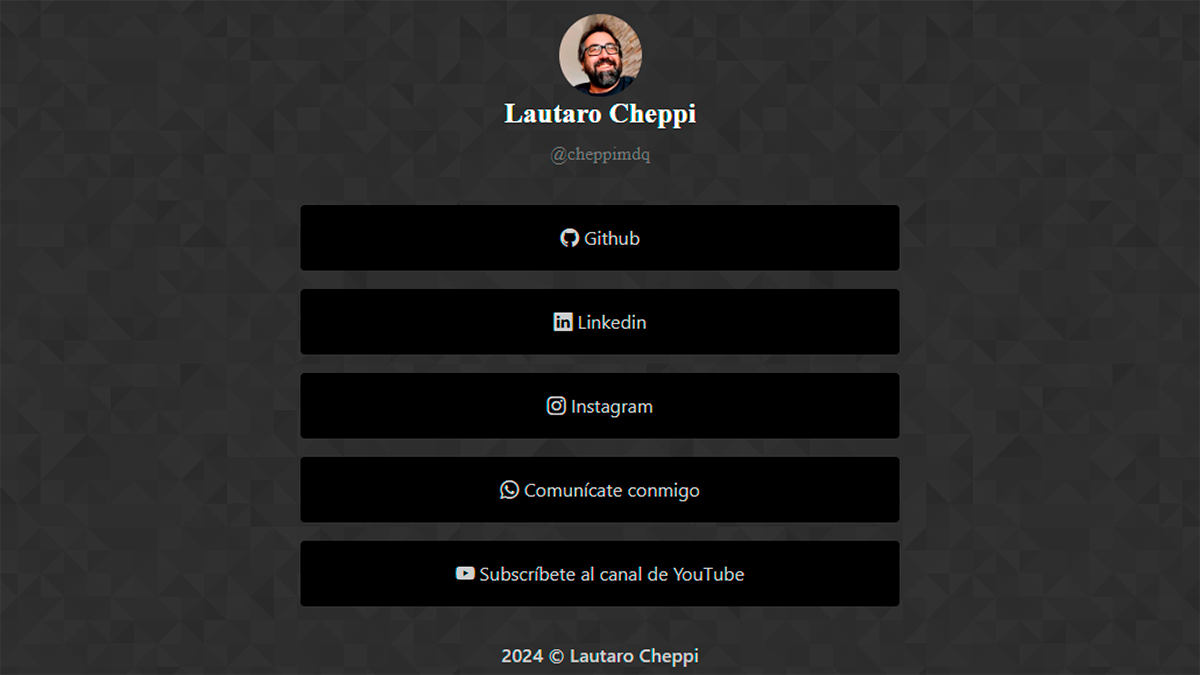 Lautaro Cheppi
@cheppimdq
Github
Linkedin
Instagram
Comunícate conmigo
Subscríbete al canal de YouTube
2024 © Lautaro Cheppi